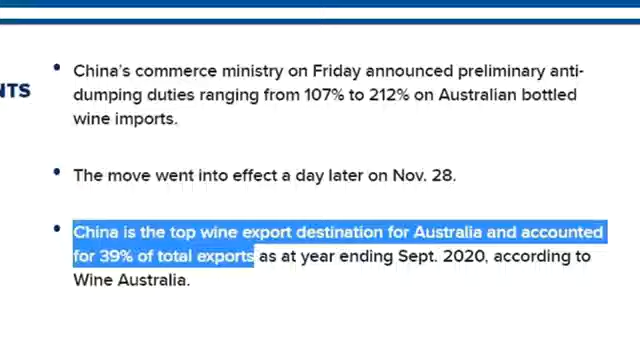 China's commerce ministry on Friday announced preliminary anti-
NTS
dumping duties ranging from 107% to 212% on Australian bottled
wine imports.
The move went into effect a day later on Nov. 28.
China is the top wine export destination for Australia and accounted
for 39% of total exports as at year ending Sept. 2020, according to
Wine Australia.